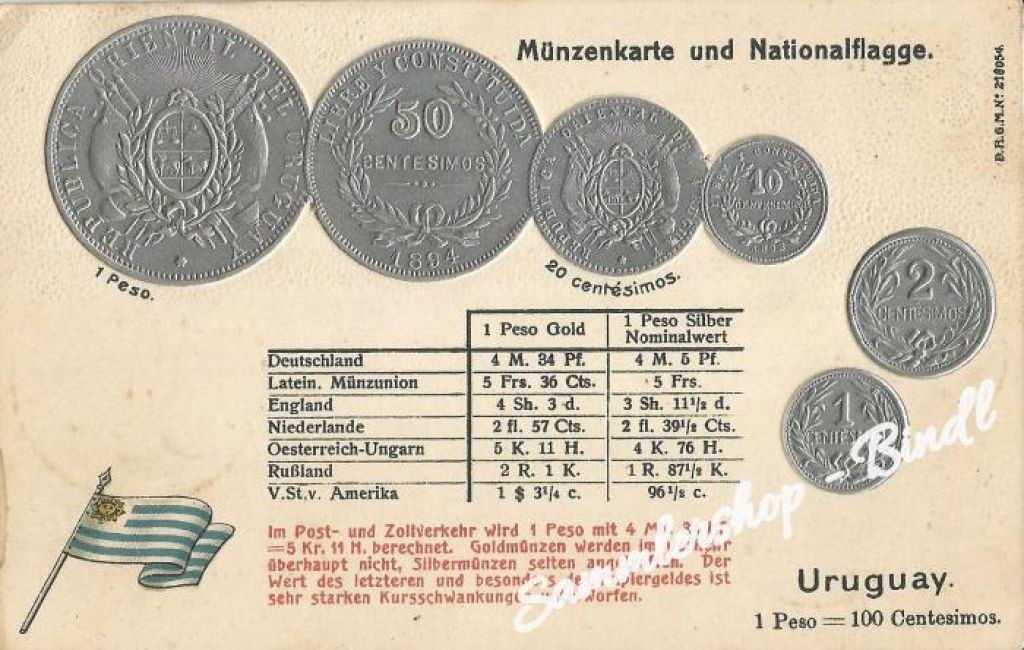 Münzenkarte und Nationalflagge.
D.R.G.M.Nº 218054.
REPUBLICA ORIENTAL DEL URUGUAY
1 Peso.
LIBRE Y CONSTITUIDA
50
CENTESIMOS
1894
REPUBLICA ORIENTAL DEL
20 centésimos.
10
CENTESIMOS
2
CENTESIMOS
1
1 Peso Gold 1 Peso Silber Nominalwert
Deutschland 4 M. 34 Pf. 4 M. 5 Pf.
Latein. Münzunion 5 Frs. 36 Cts. 5 Frs.
England 4 Sh. 3 d. 3 Sh. 11½ d.
Niederlande 2 fl. 57 Cts. 2 fl. 39½ Cts.
Oesterreich-Ungarn 5 K. 11 H. 4 K. 76 H.
Rußland 2 R. 1 K. 1 R. 87½ K.
V.St.v. Amerika 1 $ 3¼ c. 96½ c.
Im Post- und Zollverkehr wird 1 Peso mit 4 M.
=5 Kr. 11 H. berechnet. Goldmünzen werden im
überhaupt nicht, Silbermünzen selten
Wert des letzteren und besonders des Papiergeldes ist
sehr starken Kursschwankungen
Uruguay.
1 Peso = 100 Centesimos.
Sammlershop - Bindl